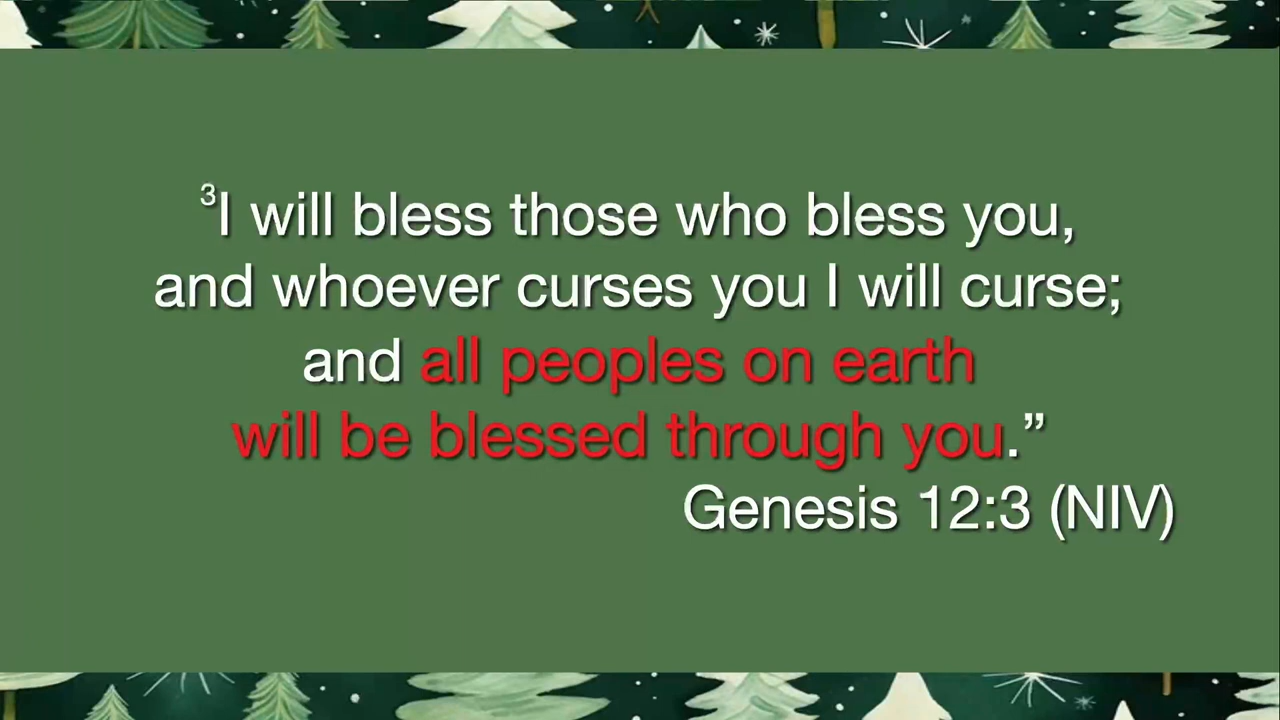 ³I will bless those who bless you,
and whoever curses you I will curse;
and all peoples on earth
will be blessed through you.”
Genesis 12:3 (NIV)